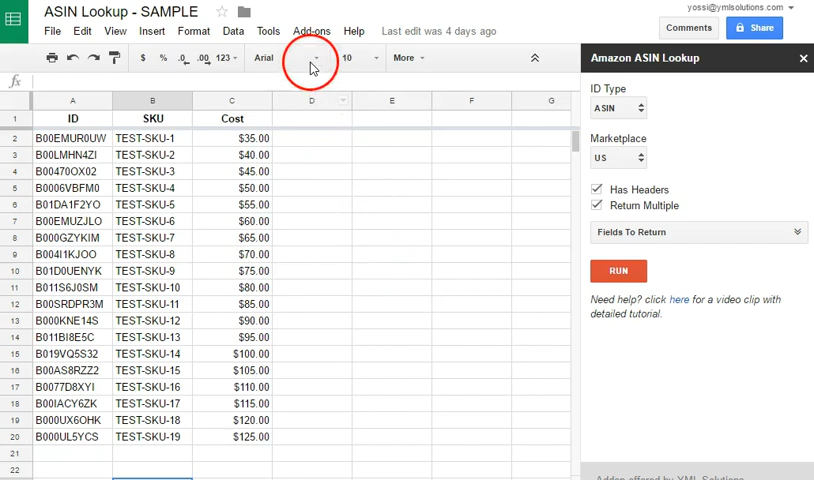 ASIN Lookup - SAMPLE
yossi@ymlsolutions.com
File Edit View Insert Format Data Tools Add-ons Help Last edit was 4 days ago
Comments Share
$ % .0 .00 123 Arial 10 More
Amazon ASIN Lookup
fx
A B C D E F G
1 ID SKU Cost
2 B00EMUR0UW TEST-SKU-1 $35.00
3 B00LMHN4ZI TEST-SKU-2 $40.00
4 B00470OX02 TEST-SKU-3 $45.00
5 B0006VBFM0 TEST-SKU-4 $50.00
6 B01DA1F2YO TEST-SKU-5 $55.00
7 B00EMUZJLO TEST-SKU-6 $60.00
8 B000GZYKIM TEST-SKU-7 $65.00
9 B004I1KJOO TEST-SKU-8 $70.00
10 B01D0UENYK TEST-SKU-9 $75.00
11 B011S6J0SM TEST-SKU-10 $80.00
12 B00SRDPR3M TEST-SKU-11 $85.00
13 B000KNE14S TEST-SKU-12 $90.00
14 B011BI8E5C TEST-SKU-13 $95.00
15 B019VQ5S32 TEST-SKU-14 $100.00
16 B00AS8RZZ2 TEST-SKU-15 $105.00
17 B0077D8XYI TEST-SKU-16 $110.00
18 B00IACY6ZK TEST-SKU-17 $115.00
19 B000UX6OHK TEST-SKU-18 $120.00
20 B000UL5YCS TEST-SKU-19 $125.00
21
22
ID Type
ASIN
Marketplace
US
Has Headers
Return Multiple
Fields To Return
RUN
Need help? click here for a video clip with
detailed tutorial.
Addon offered by YML Solutions